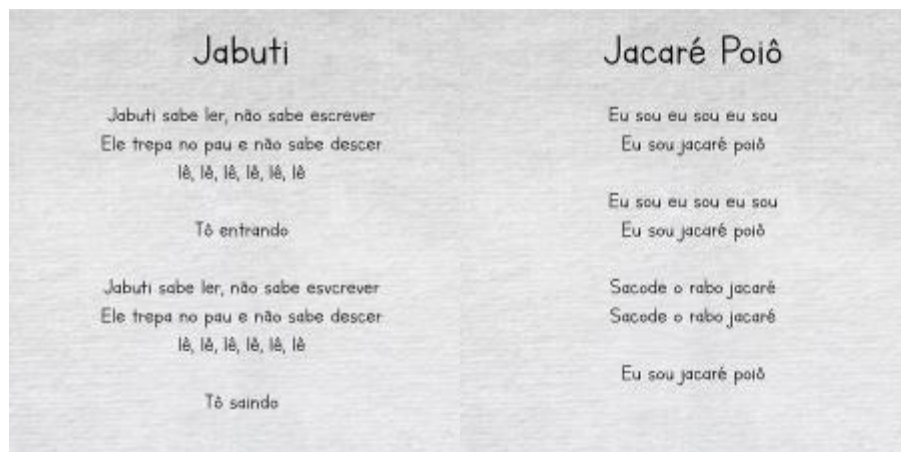 Jabuti
Jabuti sabe ler, não sabe escrever
Ele trepa no pau e não sabe descer
lê, lê, lê, lê, lê, lê
Tô entrando
Jabuti sabe ler, não sabe esvcrever
Ele trepa no pau e não sabe descer
lê, lê, lê, lê, lê, lê
Tô saindo
Jacaré Poiô
Eu sou eu sou eu sou
Eu sou jacaré poiô
Eu sou eu sou eu sou
Eu sou jacaré poiô
Sacode o rabo jacaré
Sacode o rabo jacaré
Eu sou jacaré poiô